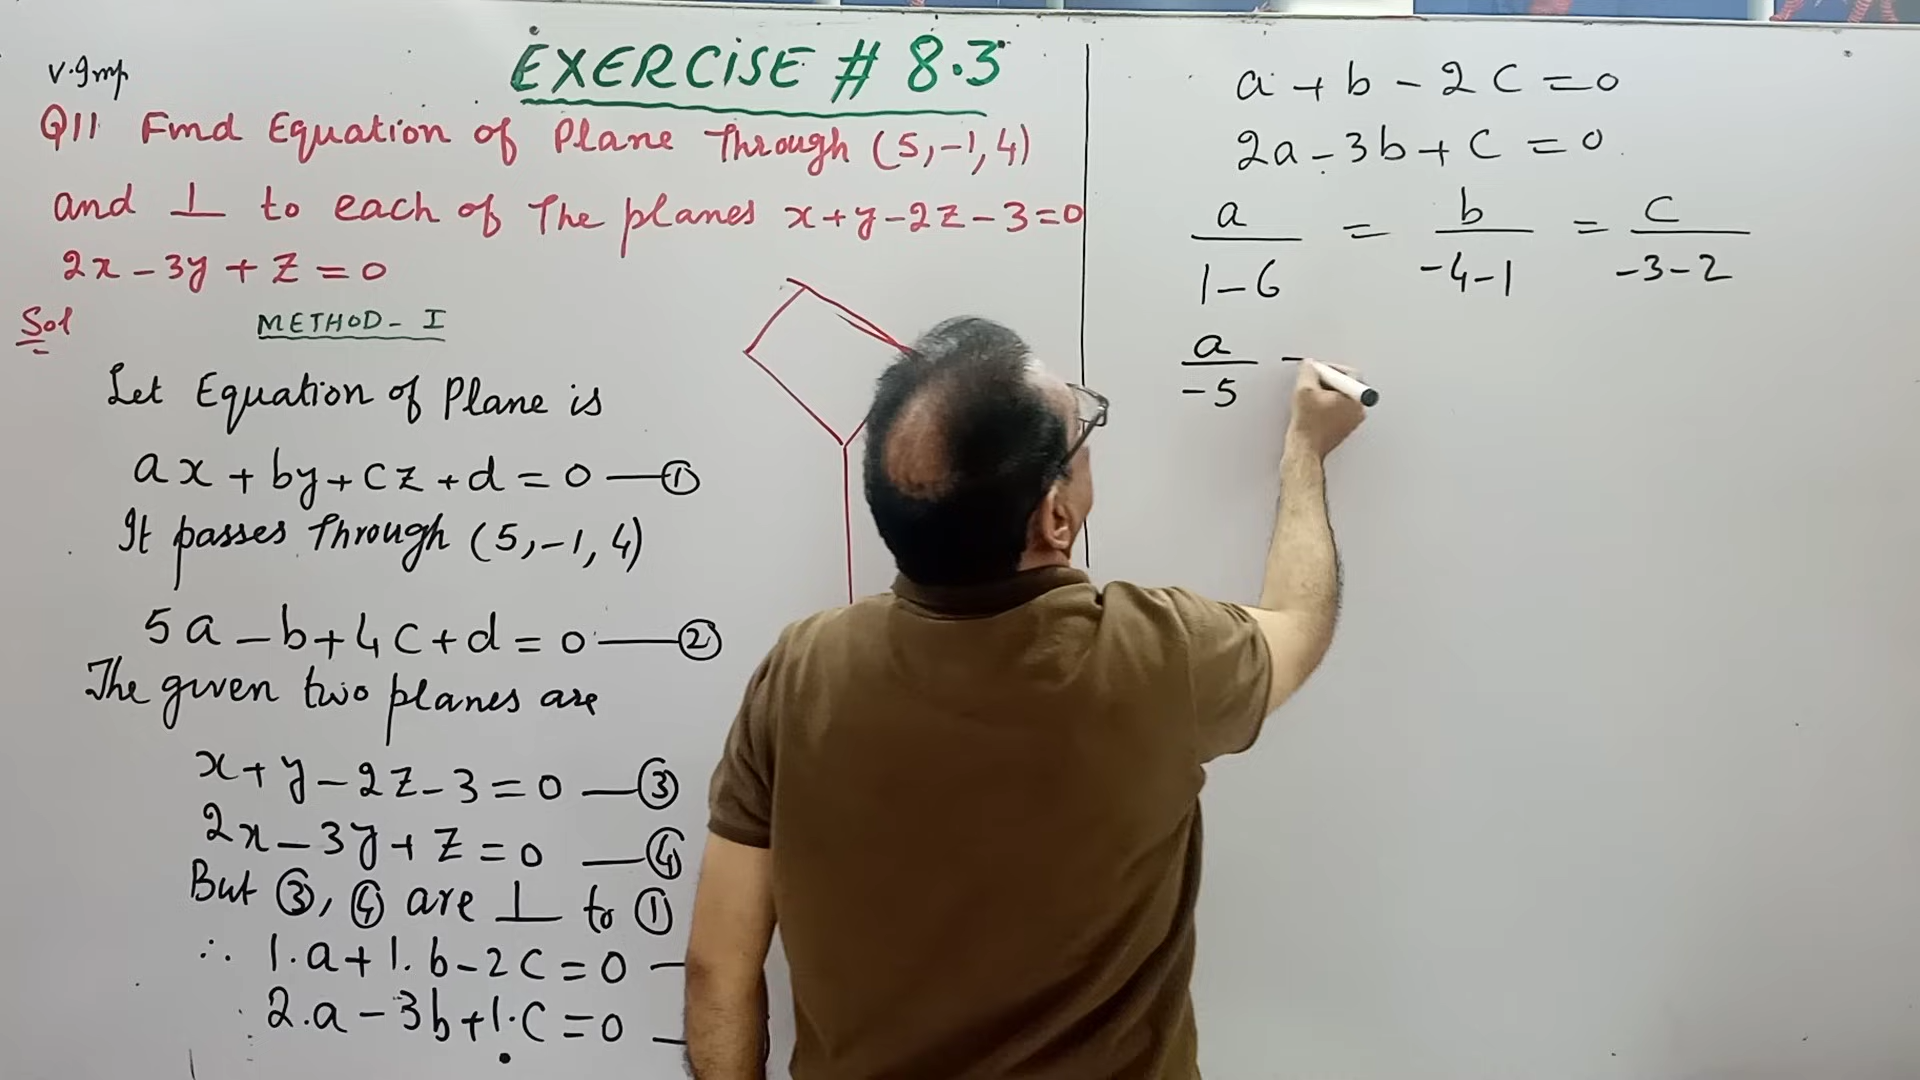 EXERCISE # 8.3
V.Imp
Q11 Find Equation of Plane Through (5,-1,4)
and ⊥ to each of The planes x+y-2z-3=0
2x-3y+z=0
Sol
METHOD-I
Let Equation of Plane is
ax+by+cz+d=0 —①
It passes Through (5,-1,4)
5a-b+4c+d=0 —②
The given two planes are
x+y-2z-3=0 —③
2x-3y+z=0 —④
But ③, ④ are ⊥ to ①
∴ 1.a+1.b-2c=0 —
2.a-3b+1.c=0 —
a+b-2c=0
2a-3b+c=0
a/(1-6) = b/(-4-1) = c/(-3-2)
a/-5 -